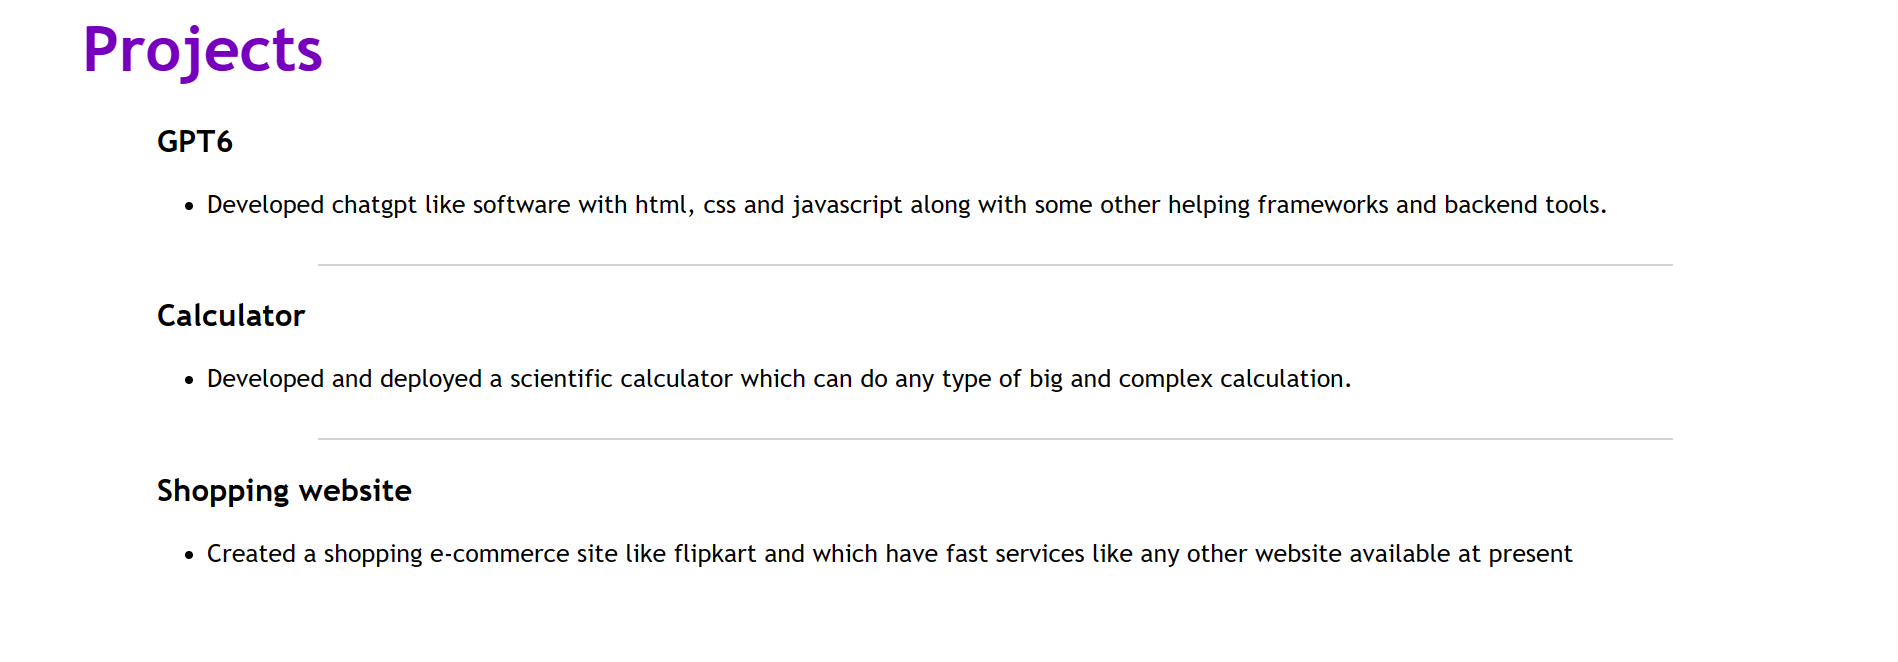 Projects
GPT6
• Developed chatgpt like software with html, css and javascript along with some other helping frameworks and backend tools.
Calculator
• Developed and deployed a scientific calculator which can do any type of big and complex calculation.
Shopping website
• Created a shopping e-commerce site like flipkart and which have fast services like any other website available at present